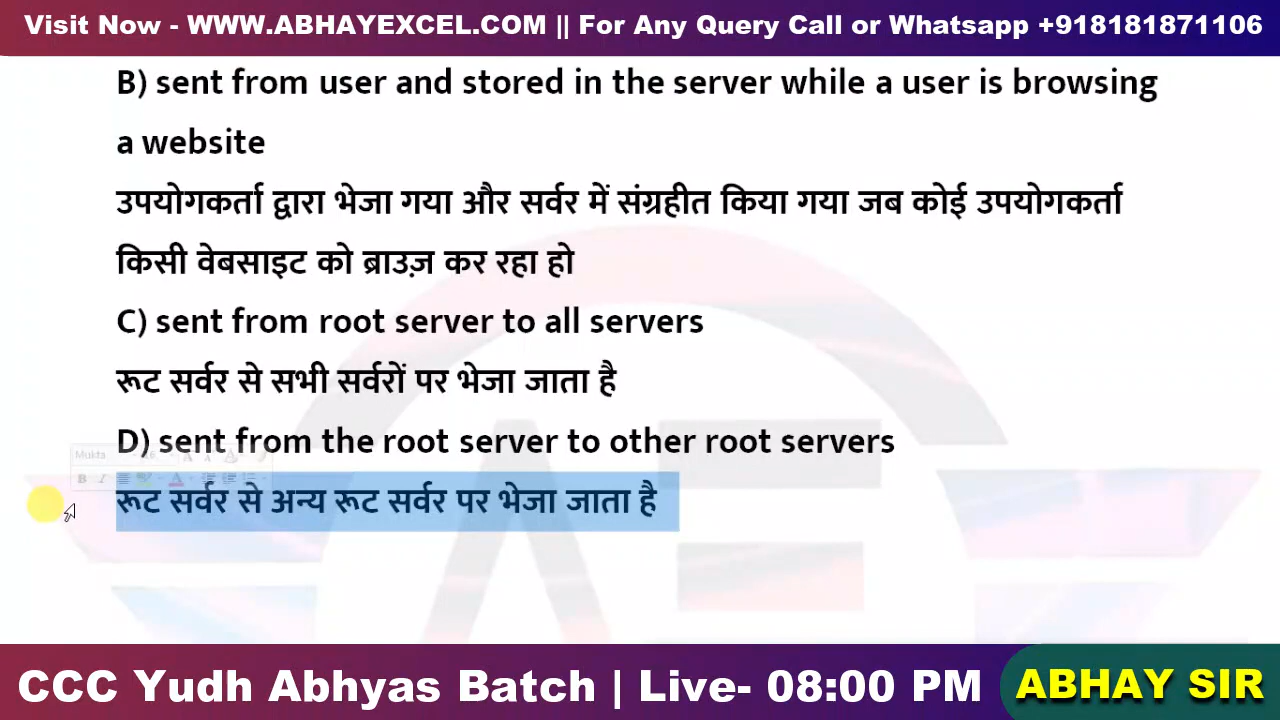 Visit Now - WWW.ABHAYEXCEL.COM || For Any Query Call or Whatsapp +918181871106
B) sent from user and stored in the server while a user is browsing
a website
उपयोगकर्ता द्वारा भेजा गया और सर्वर में संग्रहीत किया गया जब कोई उपयोगकर्ता
किसी वेबसाइट को ब्राउज़ कर रहा हो
C) sent from root server to all servers
रूट सर्वर से सभी सर्वरों पर भेजा जाता है
D) sent from the root server to other root servers
Mukta
रूट सर्वर से अन्य रूट सर्वर पर भेजा जाता है
CCC Yudh Abhyas Batch | Live- 08:00 PM
ABHAY SIR